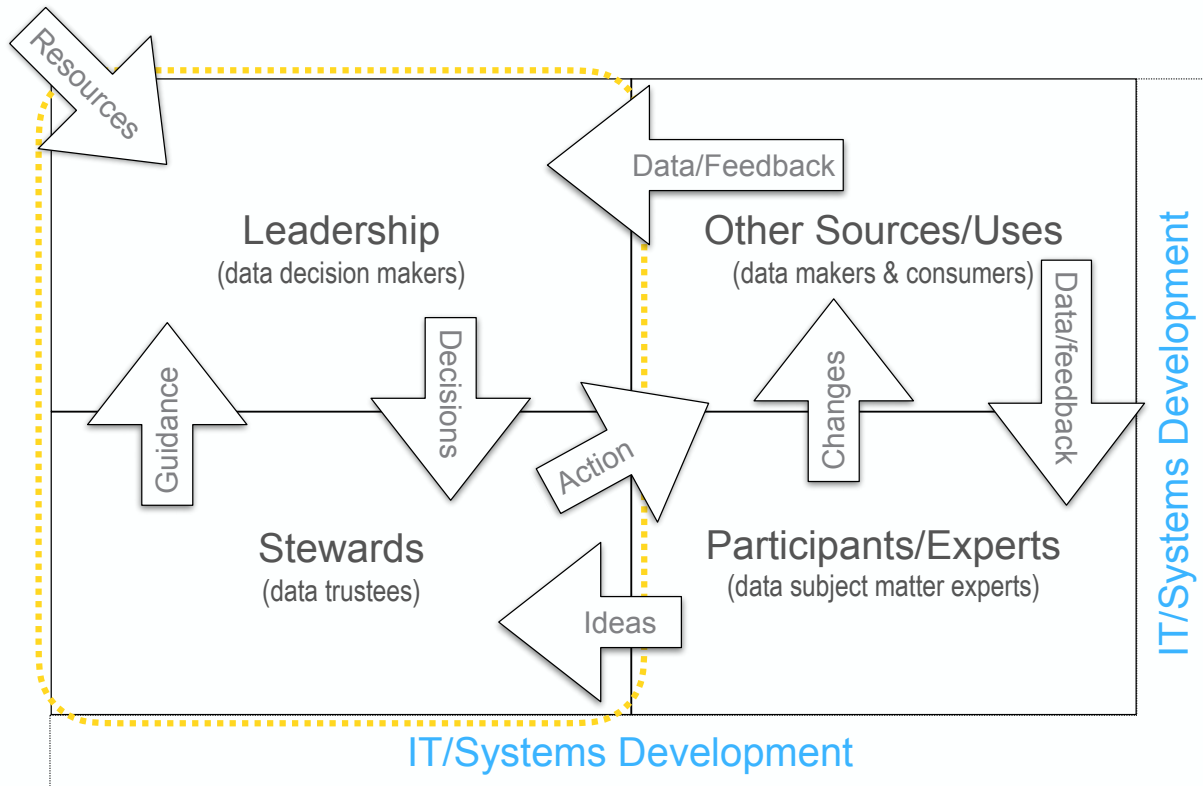 Resources
Data/Feedback
Leadership
(data decision makers)
Other Sources/Uses
(data makers & consumers)
Guidance
Decisions
Action
Changes
Data/feedback
Stewards
(data trustees)
Participants/Experts
(data subject matter experts)
Ideas
IT/Systems Development
IT/Systems Development